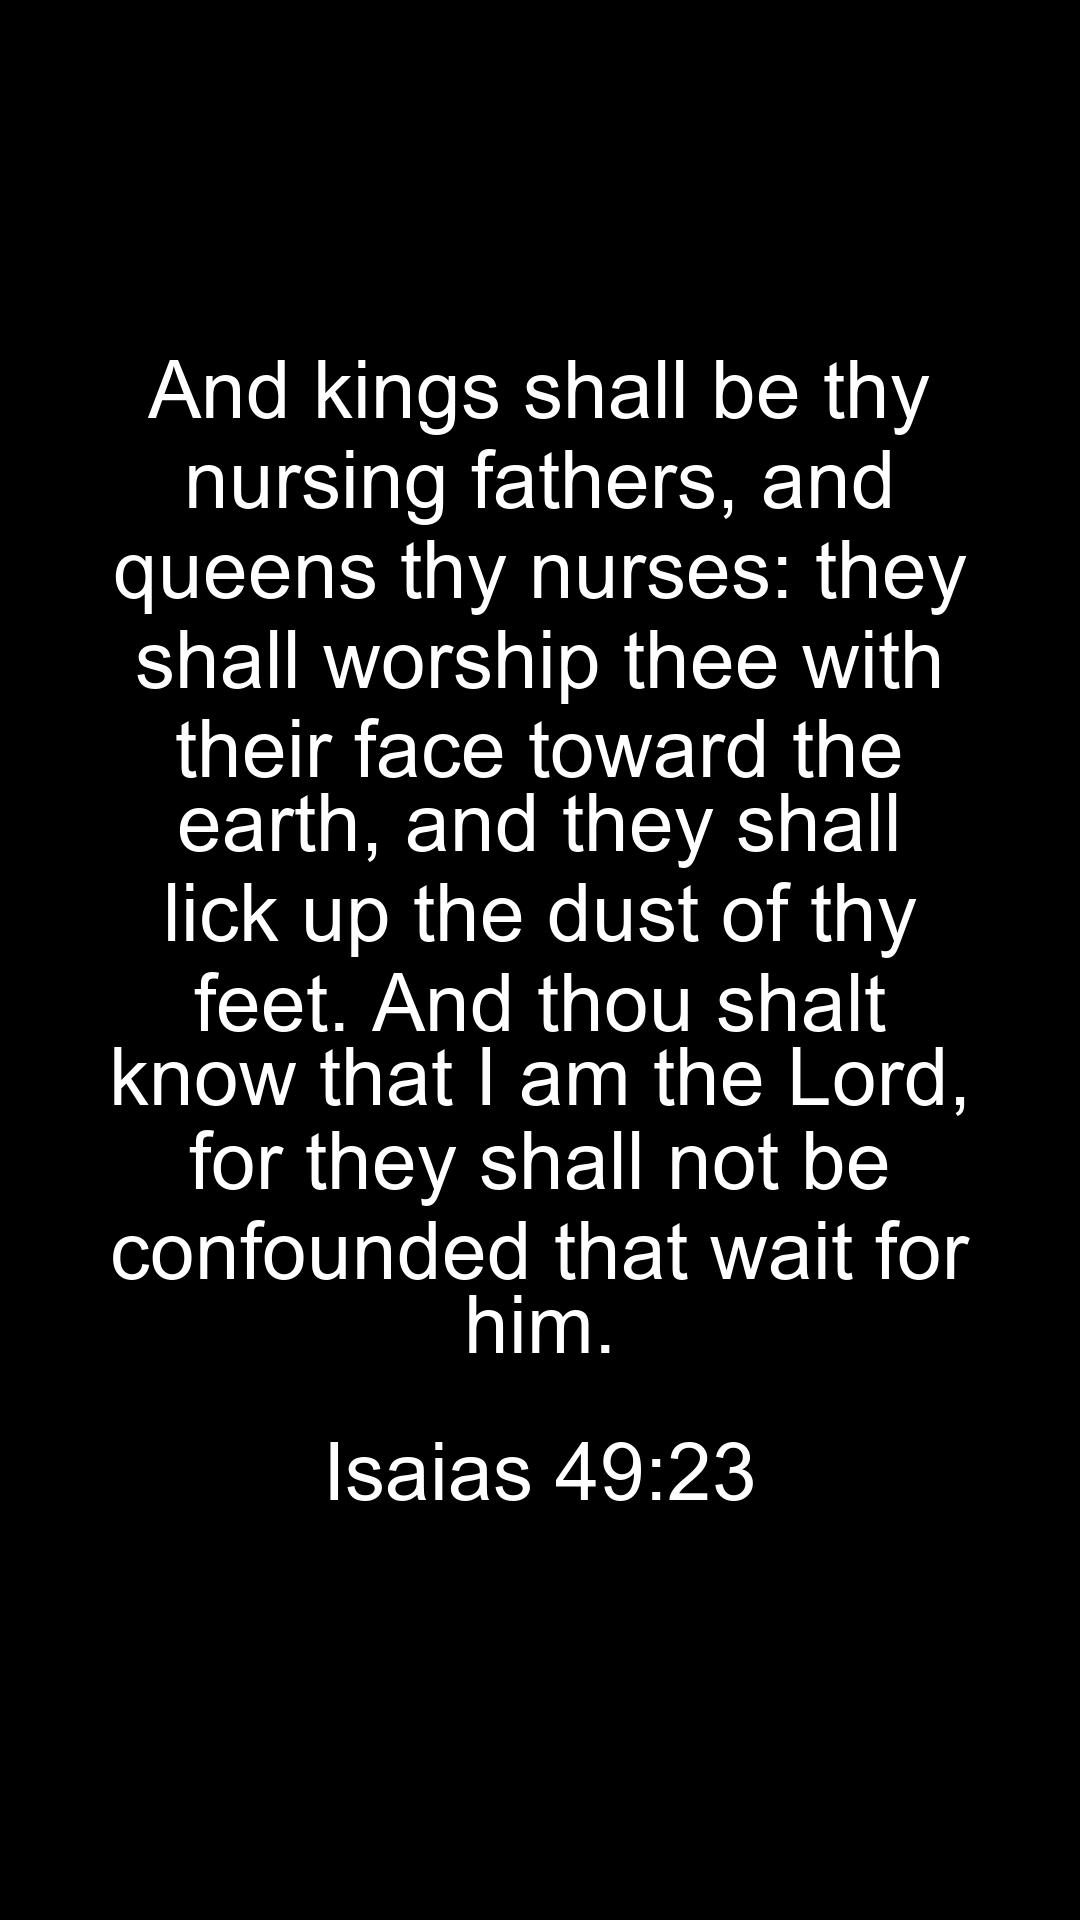 And kings shall be thy
nursing fathers, and
queens thy nurses: they
shall worship thee with
their face toward the
earth, and they shall
lick up the dust of thy
feet. And thou shalt
know that I am the Lord,
for they shall not be
confounded that wait for
him.
Isaias 49:23